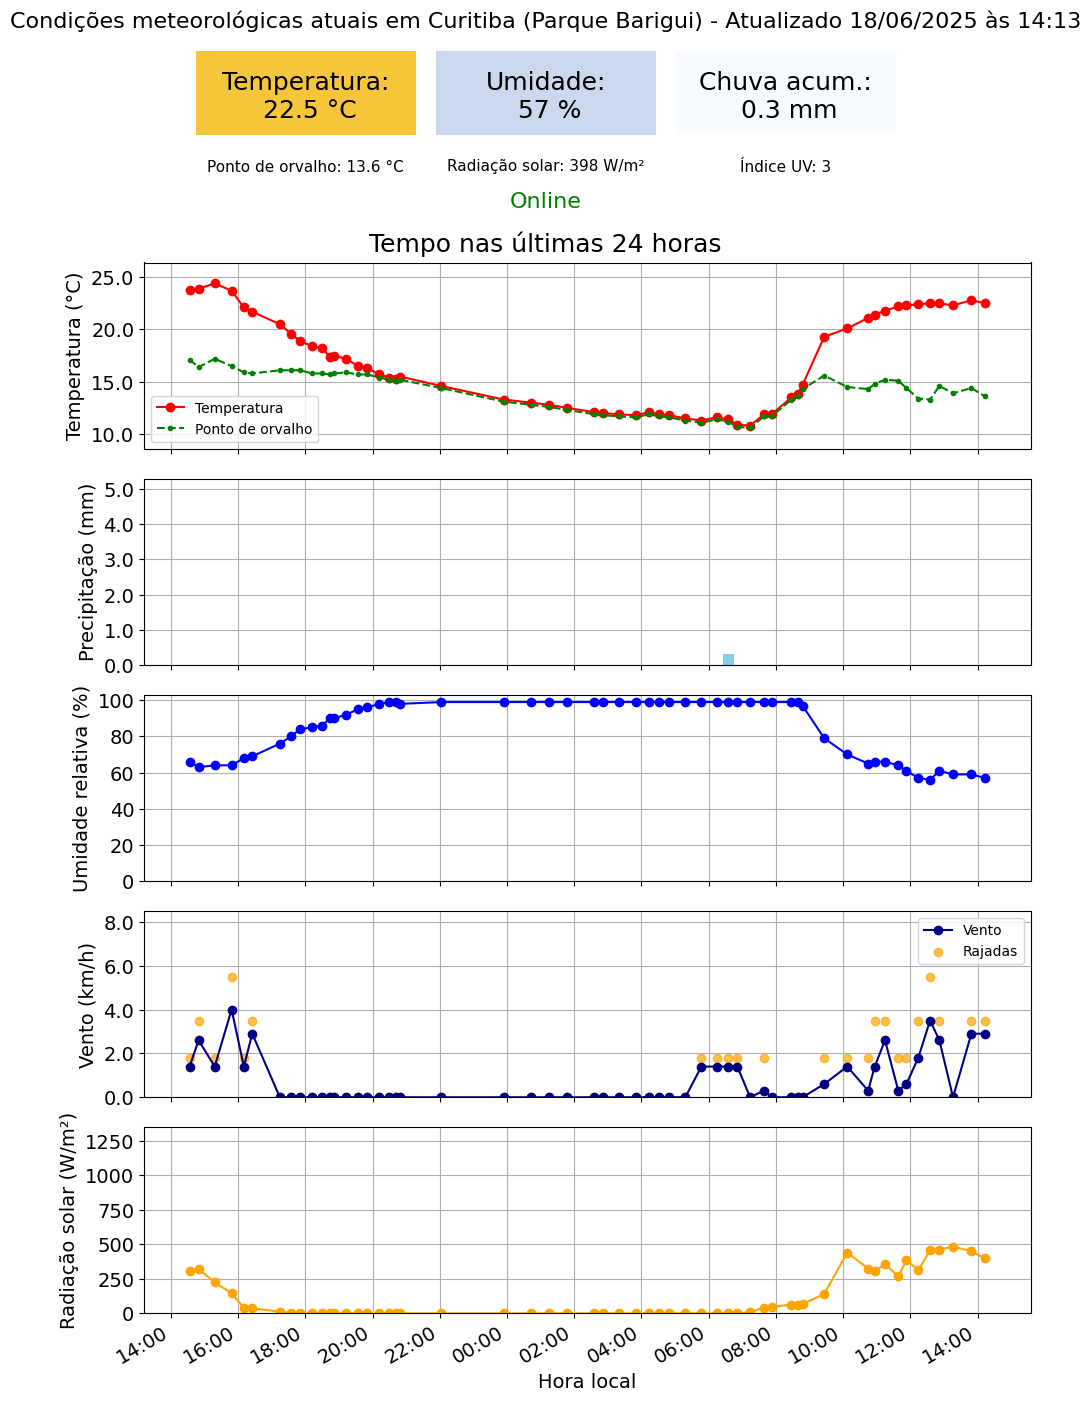 Condições meteorológicas atuais em Curitiba (Parque Barigui) - Atualizado 18/06/2025 às 14:13
Temperatura:
22.5 °C
Umidade:
57 %
Chuva acum.:
0.3 mm
Ponto de orvalho: 13.6 °C
Radiação solar: 398 W/m²
Índice UV: 3
Online
Tempo nas últimas 24 horas
Temperatura (°C)
25.0
20.0
15.0
10.0
Temperatura
Ponto de orvalho
Precipitação (mm)
5.0
4.0
3.0
2.0
1.0
0.0
Umidade relativa (%)
100
80
60
40
20
0
Vento (km/h)
8.0
6.0
4.0
2.0
0.0
Vento
Rajadas
Radiação solar (W/m²)
1250
1000
750
500
250
0
14:00
16:00
18:00
20:00
22:00
00:00
02:00
04:00
06:00
08:00
10:00
12:00
14:00
Hora local